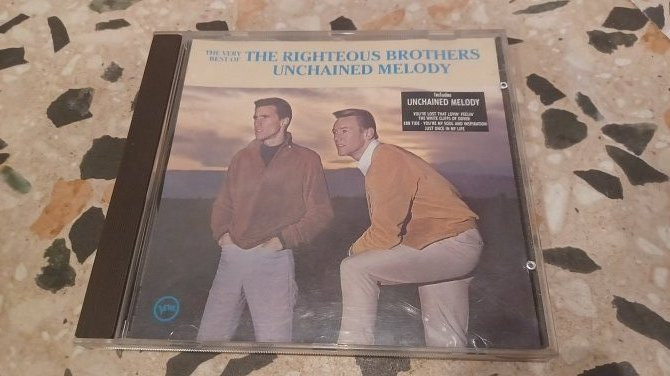 THE VERY
BEST OF THE RIGHTEOUS BROTHERS
UNCHAINED MELODY
Includes
UNCHAINED MELODY
YOU'VE LOST THAT LOVIN' FEELIN'
THE WHITE CLIFFS OF DOVER
EBB TIDE · YOU'RE MY SOUL AND INSPIRATION
JUST ONCE IN MY LIFE
Verve